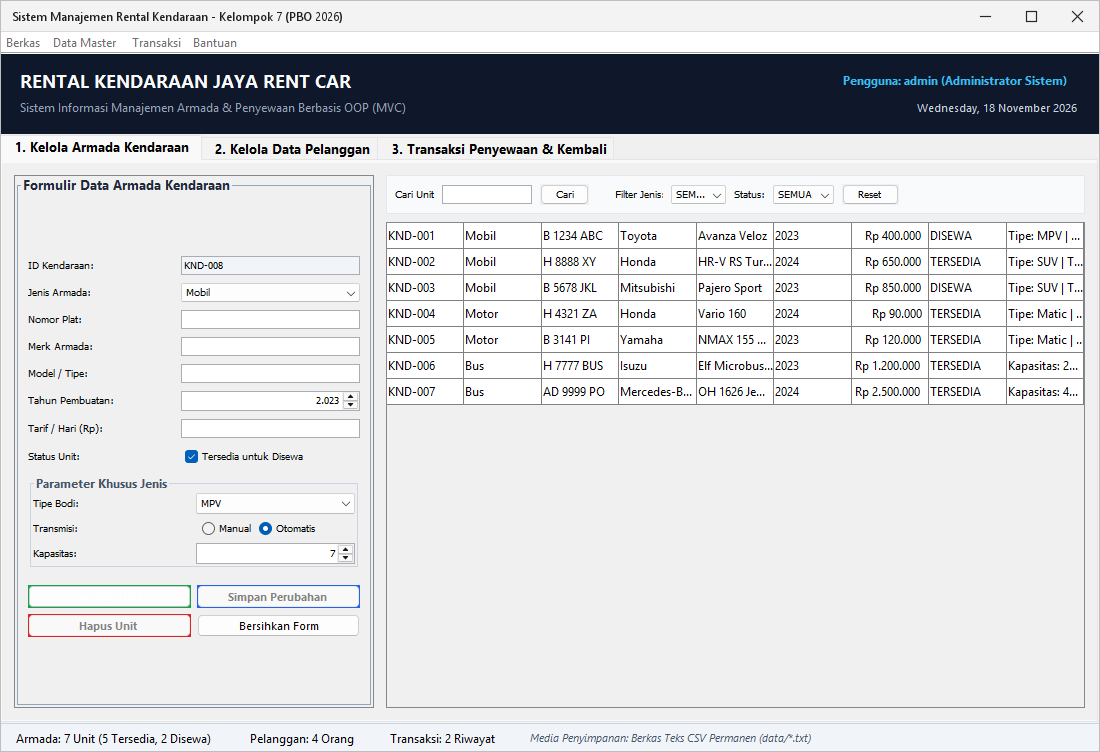 Sistem Manajemen Rental Kendaraan - Kelompok 7 (PBO 2026)
Berkas Data Master Transaksi Bantuan
RENTAL KENDARAAN JAYA RENT CAR
Pengguna: admin (Administrator Sistem)
Sistem Informasi Manajemen Armada & Penyewaan Berbasis OOP (MVC)
Wednesday, 18 November 2026
1. Kelola Armada Kendaraan 2. Kelola Data Pelanggan 3. Transaksi Penyewaan & Kembali
Formulir Data Armada Kendaraan
ID Kendaraan: KND-008
Jenis Armada: Mobil
Nomor Plat:
Merk Armada:
Model / Tipe:
Tahun Pembuatan: 2.023
Tarif / Hari (Rp):
Status Unit: Tersedia untuk Disewa
Parameter Khusus Jenis
Tipe Bodi: MPV
Transmisi: Manual Otomatis
Kapasitas: 7
Simpan Perubahan
Hapus Unit Bersihkan Form
Cari Unit Cari Filter Jenis: SEM... Status: SEMUA Reset
KND-001 Mobil B 1234 ABC Toyota Avanza Veloz 2023 Rp 400.000 DISEWA Tipe: MPV | ...
KND-002 Mobil H 8888 XY Honda HR-V RS Tur... 2024 Rp 650.000 TERSEDIA Tipe: SUV | T...
KND-003 Mobil B 5678 JKL Mitsubishi Pajero Sport 2023 Rp 850.000 DISEWA Tipe: SUV | T...
KND-004 Motor H 4321 ZA Honda Vario 160 2024 Rp 90.000 TERSEDIA Tipe: Matic | ...
KND-005 Motor B 3141 PI Yamaha NMAX 155 ... 2024 Rp 120.000 TERSEDIA Tipe: Matic | ...
KND-006 Bus H 7777 BUS Isuzu Elf Microbus... 2023 Rp 1.200.000 TERSEDIA Kapasitas: 2...
KND-007 Bus AD 9999 PO Mercedes-B... OH 1626 Je... 2024 Rp 2.500.000 TERSEDIA Kapasitas: 4...
Armada: 7 Unit (5 Tersedia, 2 Disewa) Pelanggan: 4 Orang Transaksi: 2 Riwayat Media Penyimpanan: Berkas Teks CSV Permanen (data/*.txt)